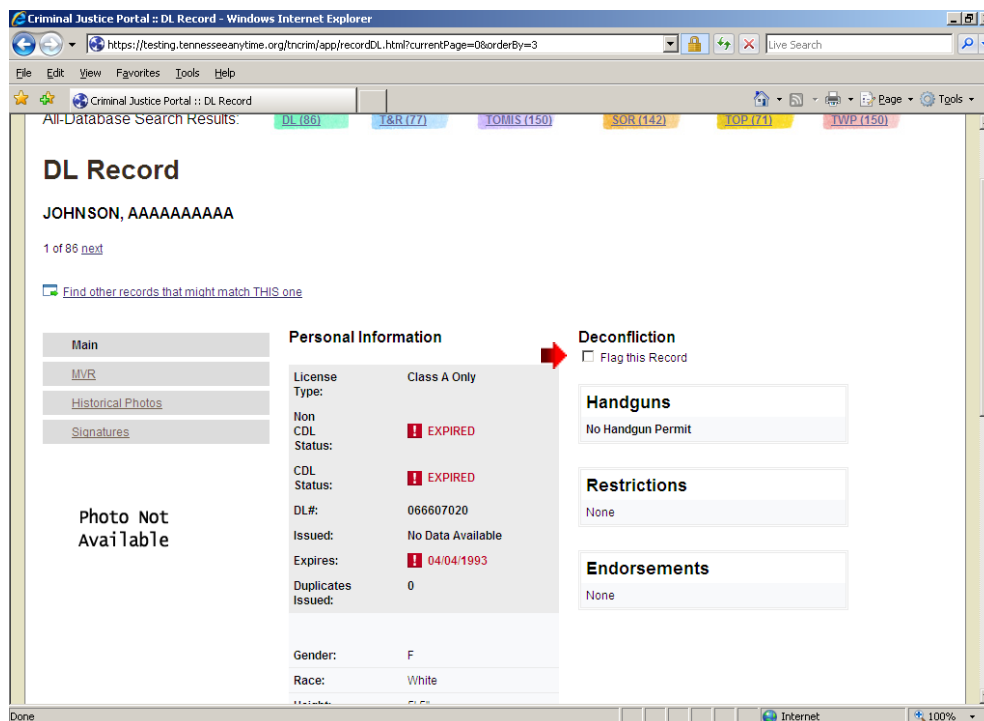 Criminal Justice Portal :: DL Record - Windows Internet Explorer
https://testing.tennesseeanytime.org/tncrim/app/recordDL.html?currentPage=0&orderBy=3
Live Search
File Edit View Favorites Tools Help
Criminal Justice Portal :: DL Record
Page Tools
All-Database Search Results: DL (86) T&R (77) TOMIS (150) SOR (142) TOP (71) TWP (150)
DL Record
JOHNSON, AAAAAAAAAA
1 of 86 next
Find other records that might match THIS one
Main
MVR
Historical Photos
Signatures
Photo Not
Available
Personal Information
License
Type:
Class A Only
Non
CDL
Status:
! EXPIRED
CDL
Status:
! EXPIRED
DL#: 066607020
Issued: No Data Available
Expires: ! 04/04/1993
Duplicates
Issued:
0
Gender: F
Race: White
Deconfliction
Flag this Record
Handguns
No Handgun Permit
Restrictions
None
Endorsements
None
Done
Internet
100%